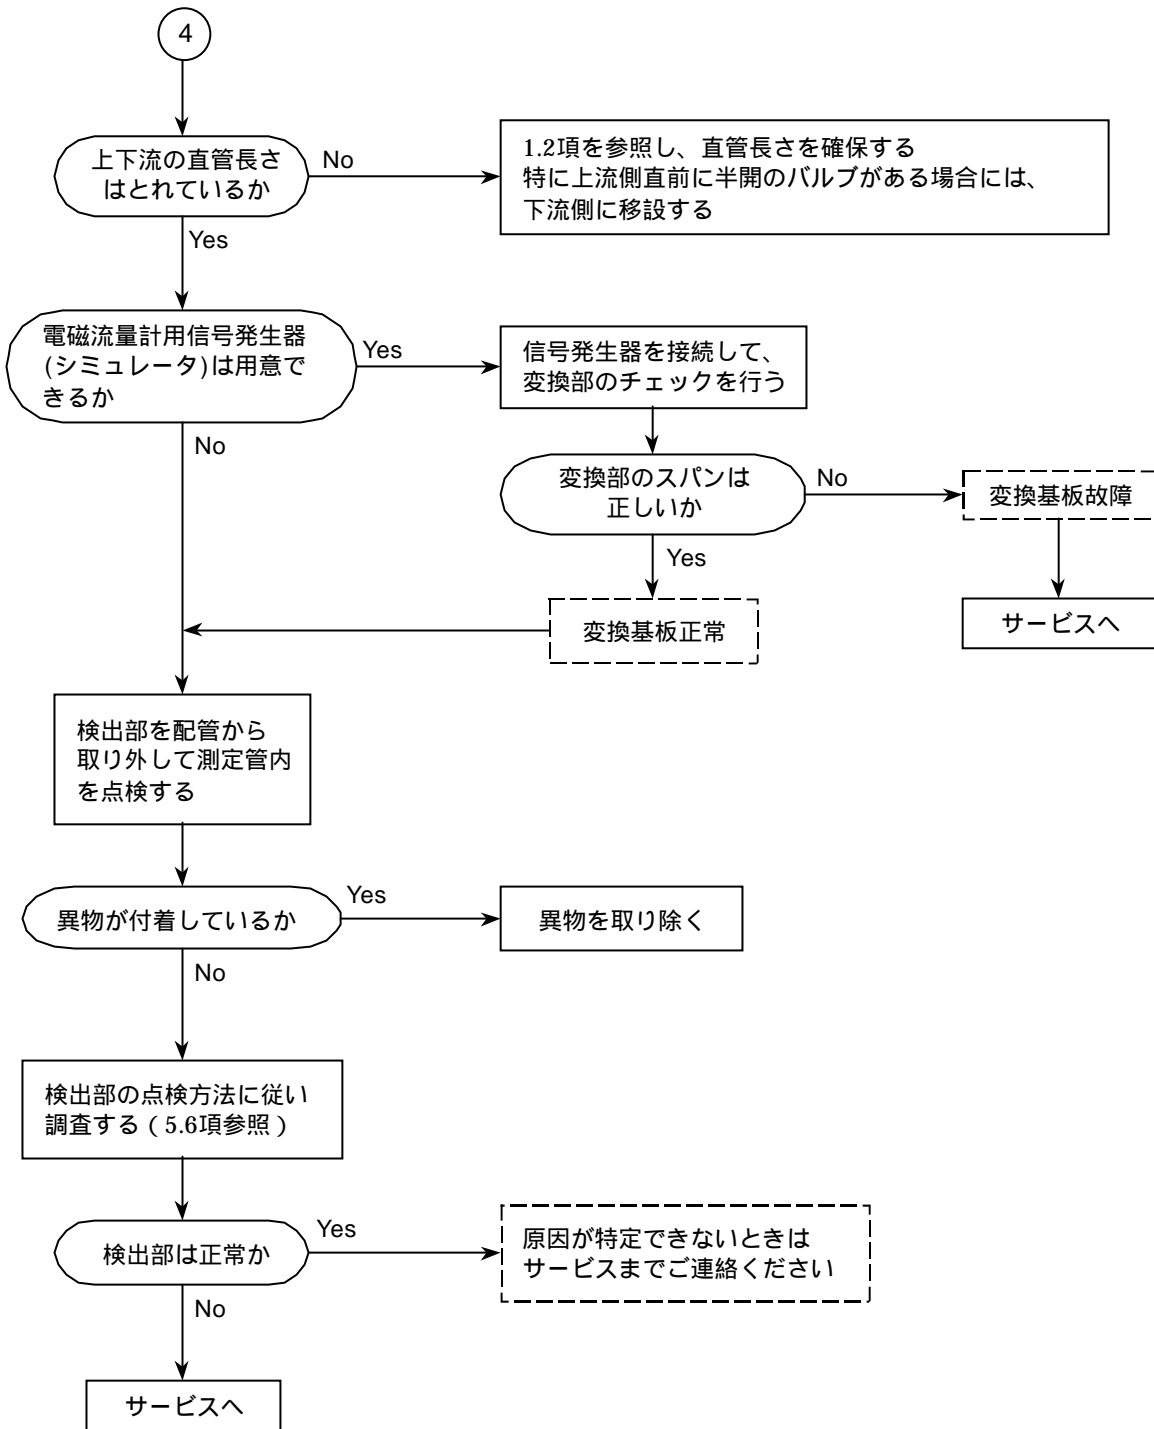 4
上下流の直管長さ
はとれているか
No
1.2項を参照し、直管長さを確保する
特に上流側直前に半開のバルブがある場合には、
下流側に移設する
Yes
電磁流量計用信号発生器
(シミュレータ)は用意で
きるか
Yes
信号発生器を接続して、
変換部のチェックを行う
No
変換部のスパンは
正しいか
No
変換基板故障
Yes
変換基板正常
サービスへ
検出部を配管から
取り外して測定管内
を点検する
異物が付着しているか
Yes
異物を取り除く
No
検出部の点検方法に従い
調査する（5.6項参照）
検出部は正常か
Yes
原因が特定できないときは
サービスまでご連絡ください
No
サービスへ